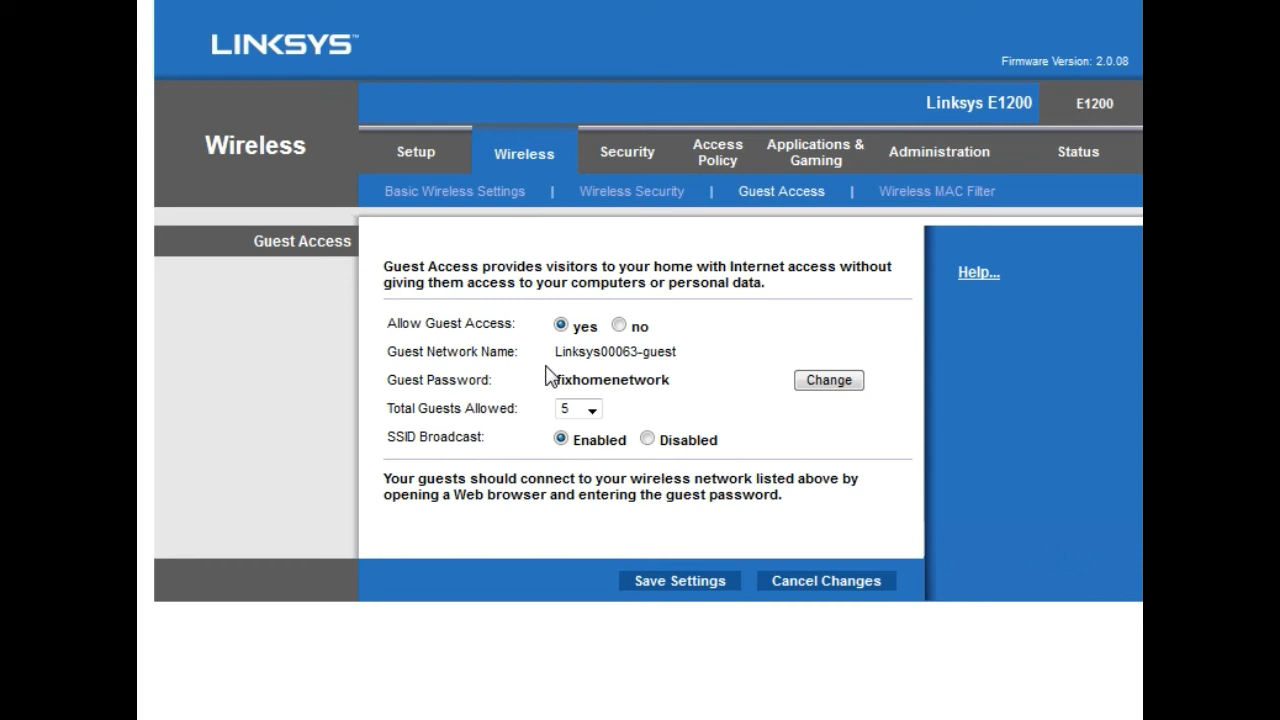 LINKSYS™
Firmware Version: 2.0.08
Linksys E1200
E1200
Wireless
Setup
Wireless
Security
Access
Policy
Applications &
Gaming
Administration
Status
Basic Wireless Settings | Wireless Security | Guest Access | Wireless MAC Filter
Guest Access
Guest Access provides visitors to your home with Internet access without
giving them access to your computers or personal data.
Help...
Allow Guest Access: yes no
Guest Network Name: Linksys00063-guest
Guest Password: fixhomenetwork Change
Total Guests Allowed: 5
SSID Broadcast: Enabled Disabled
Your guests should connect to your wireless network listed above by
opening a Web browser and entering the guest password.
Save Settings Cancel Changes